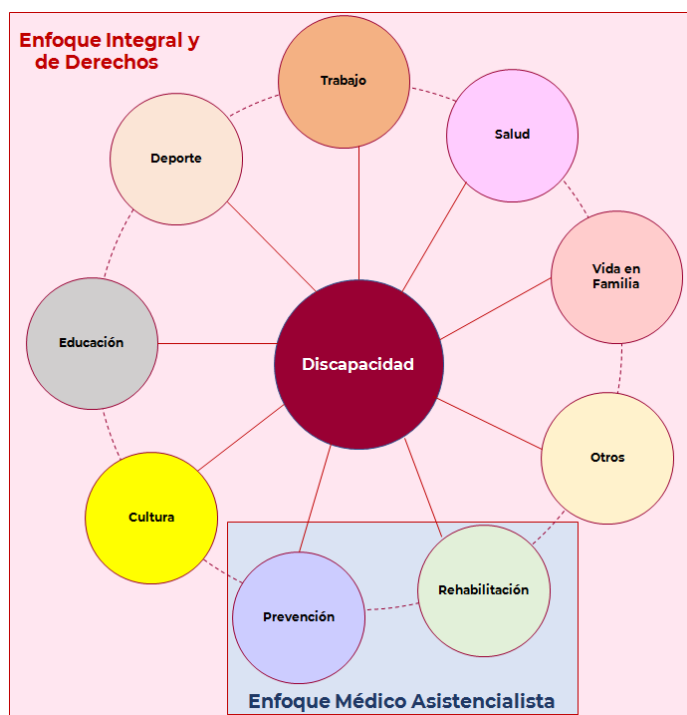 Enfoque Integral y
de Derechos
Trabajo
Salud
Deporte
Vida en
Familia
Educación
Discapacidad
Otros
Cultura
Rehabilitación
Prevención
Enfoque Médico Asistencialista